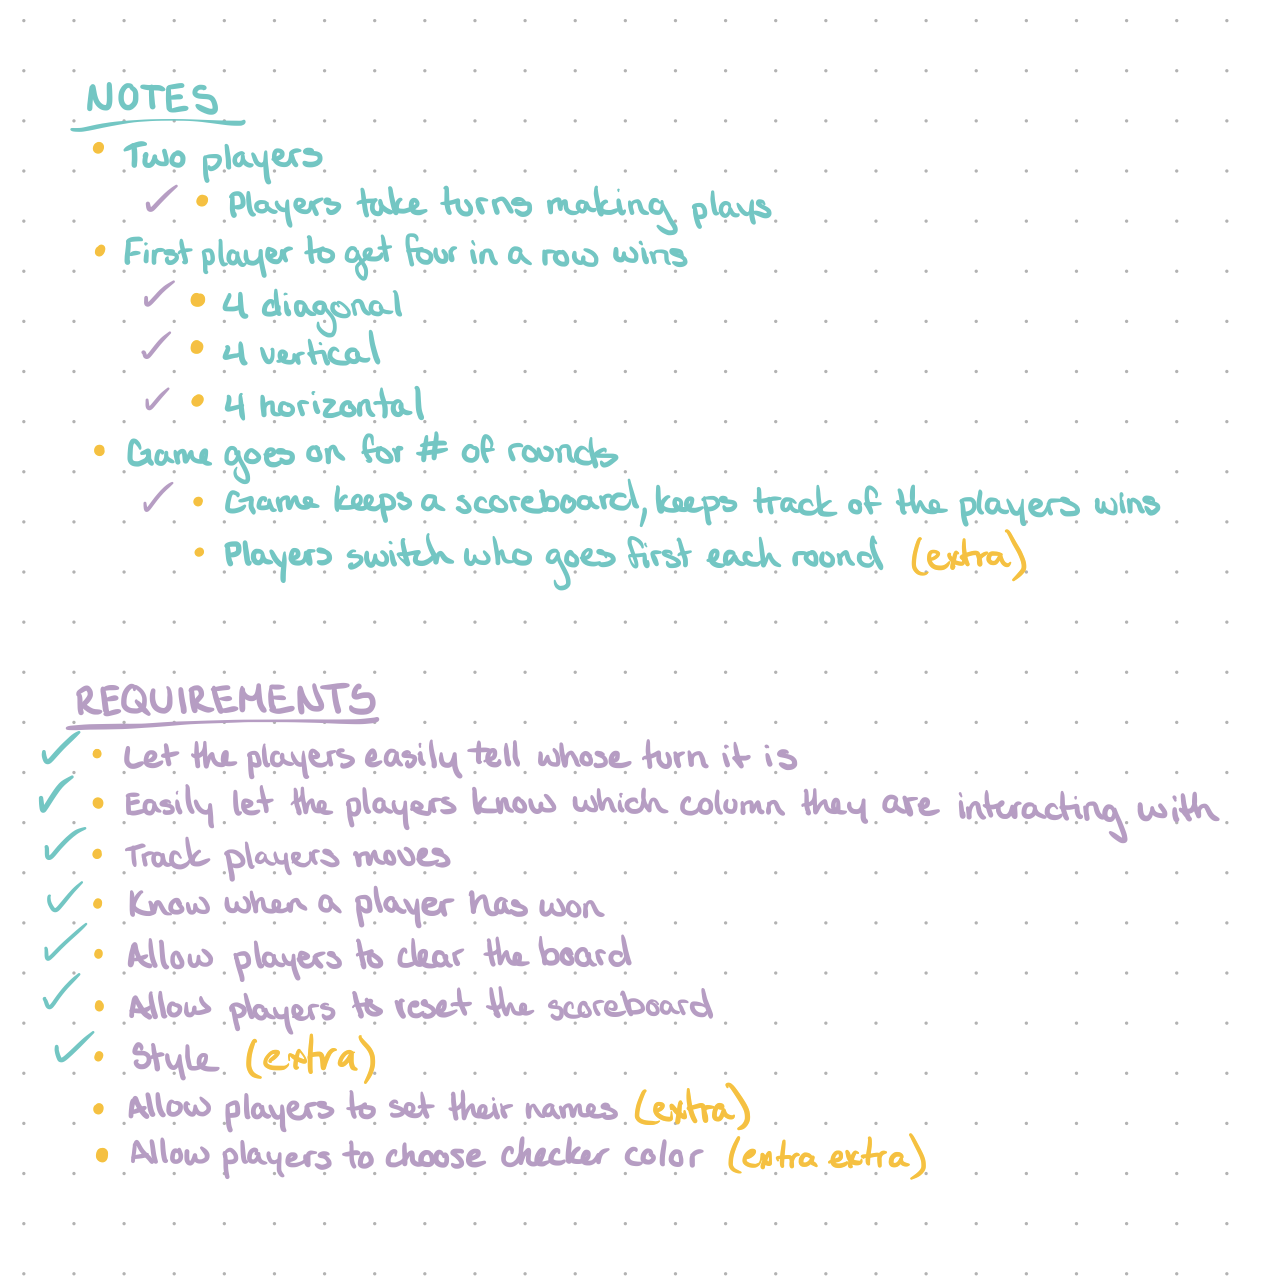 NOTES
Two players
Players take turns making plays
First player to get four in a row wins
4 diagonal
4 vertical
4 horizontal
Game goes on for # of rounds
Game keeps a scoreboard, keeps track of the players wins
Players switch who goes first each round (extra)
REQUIREMENTS
Let the players easily tell whose turn it is
Easily let the players know which column they are interacting with
Track players moves
Know when a player has won
Allow players to clear the board
Allow players to reset the scoreboard
Style (extra)
Allow players to set their names (extra)
Allow players to choose checker color (extra extra)